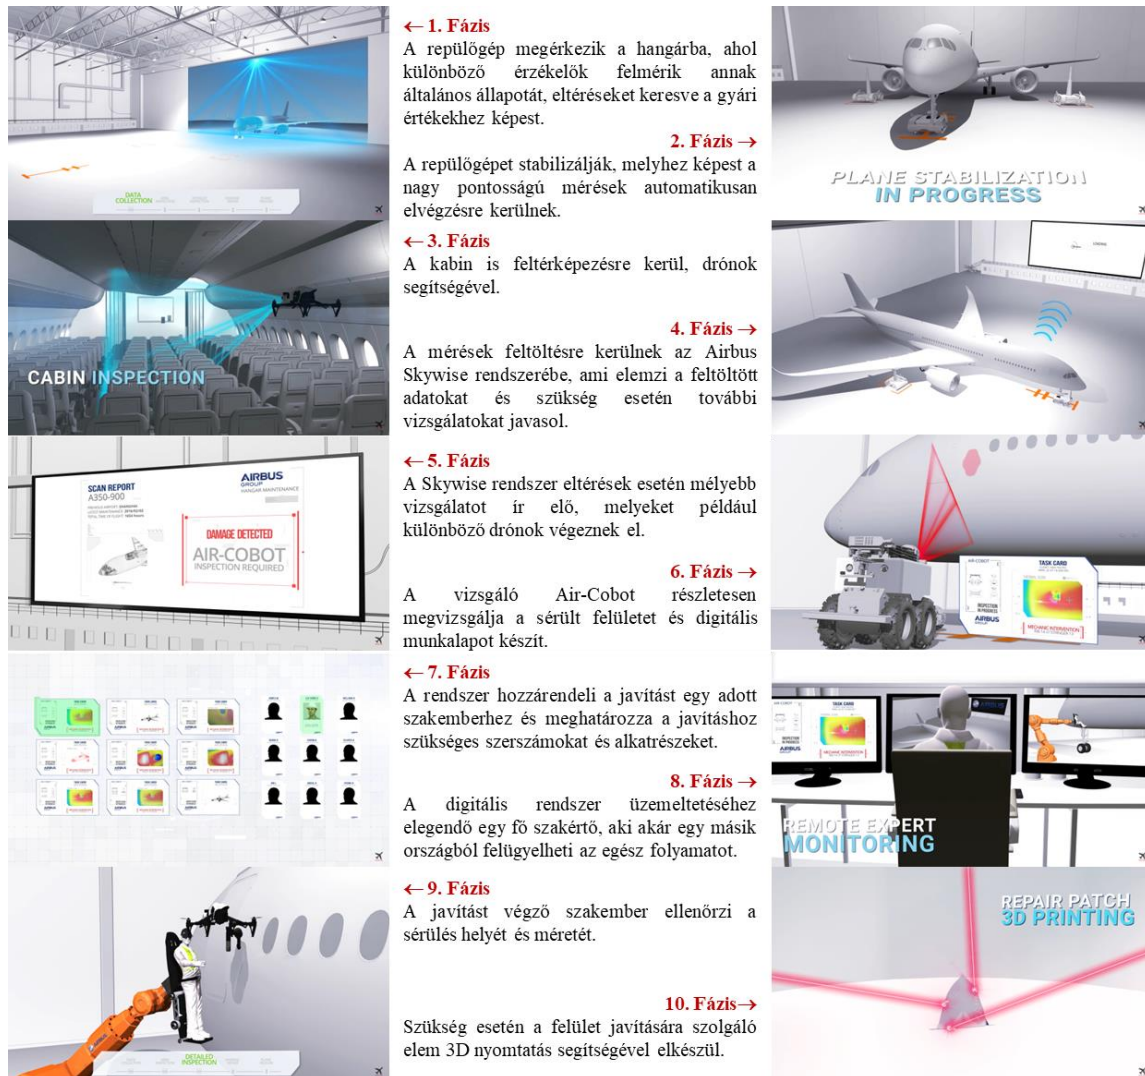 ← 1. Fázis
A repülőgép megérkezik a hangárba, ahol
különböző érzékelők felmérik annak
általános állapotát, eltéréseket keresve a gyári
értékekhez képest.
DATA
COLLECTION
2. Fázis →
A repülőgépet stabilizálják, melyhez képest a
nagy pontosságú mérések automatikusan
elvégzésre kerülnek.
PLANE STABILIZATION
IN PROGRESS
← 3. Fázis
A kabin is feltérképezésre kerül, drónok
segítségével.
CABIN INSPECTION
4. Fázis →
A mérések feltöltésre kerülnek az Airbus
Skywise rendszerébe, ami elemzi a feltöltött
adatokat és szükség esetén további
vizsgálatokat javasol.
← 5. Fázis
A Skywise rendszer eltérések esetén mélyebb
vizsgálatot ír elő, melyeket például
különböző drónok végeznek el.
SCAN REPORT
A350-900
AIRBUS
GROUP
HANGAR MAINTENANCE
DAMAGE DETECTED
AIR-COBOT
INSPECTION REQUIRED
6. Fázis →
A vizsgáló Air-Cobot részletesen
megvizsgálja a sérült felületet és digitális
munkalapot készít.
AIR-COBOT
TASK CARD
INSPECTION
IN PROGRESS
AIRBUS
GROUP
MECHANIC INTERVENTION
← 7. Fázis
A rendszer hozzárendeli a javítást egy adott
szakemberhez és meghatározza a javításhoz
szükséges szerszámokat és alkatrészeket.
8. Fázis →
A digitális rendszer üzemeltetéséhez
elegendő egy fő szakértő, aki akár egy másik
országból felügyelheti az egész folyamatot.
TASK CARD
AIRBUS
REMOTE EXPERT
MONITORING
← 9. Fázis
A javítást végző szakember ellenőrzi a
sérülés helyét és méretét.
DETAILED
INSPECTION
10. Fázis→
Szükség esetén a felület javítására szolgáló
elem 3D nyomtatás segítségével elkészül.
REPAIR PATCH
3D PRINTING